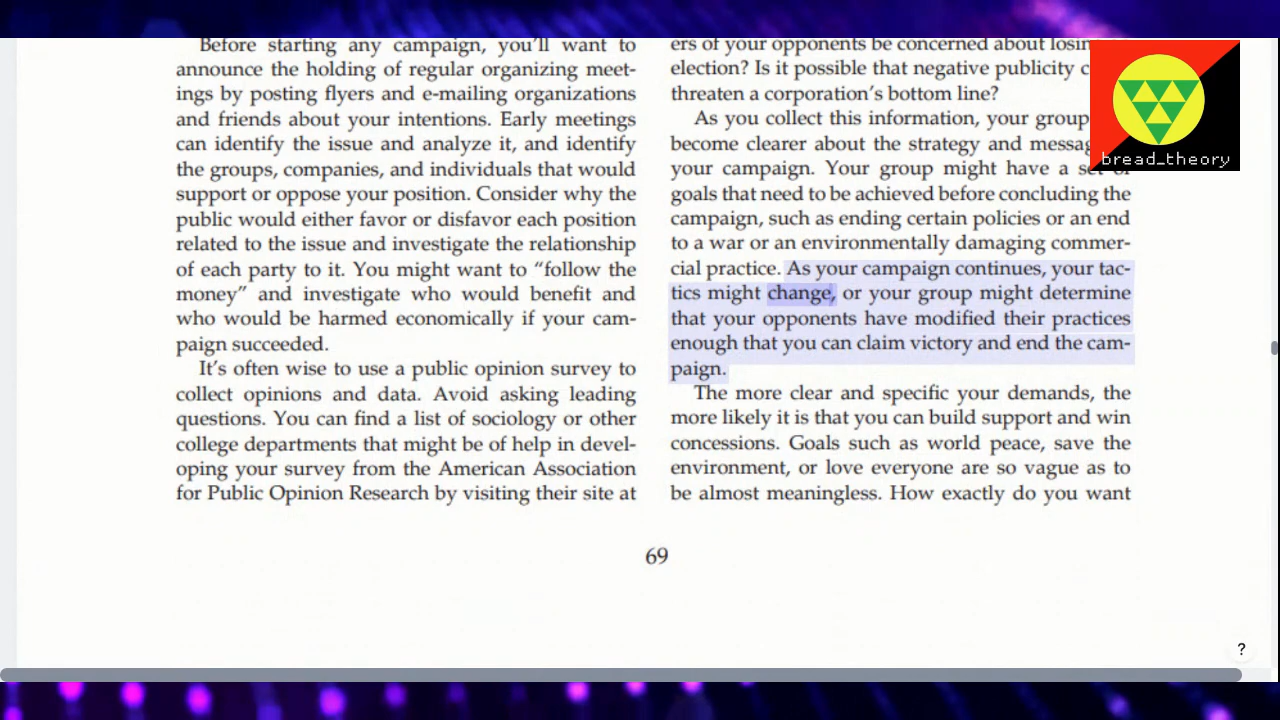 Before starting any campaign, you'll want to
announce the holding of regular organizing meet-
ings by posting flyers and e-mailing organizations
and friends about your intentions. Early meetings
can identify the issue and analyze it, and identify
the groups, companies, and individuals that would
support or oppose your position. Consider why the
public would either favor or disfavor each position
related to the issue and investigate the relationship
of each party to it. You might want to “follow the
money” and investigate who would benefit and
who would be harmed economically if your cam-
paign succeeded.
It's often wise to use a public opinion survey to
collect opinions and data. Avoid asking leading
questions. You can find a list of sociology or other
college departments that might be of help in devel-
oping your survey from the American Association
for Public Opinion Research by visiting their site at
ers of your opponents be concerned about
election? Is it possible that negative publicity
threaten a corporation's bottom line?
As you collect this information, your group
become clearer about the strategy and
your campaign. Your group might have a set of
goals that need to be achieved before concluding the
campaign, such as ending certain policies or an end
to a war or an environmentally damaging commer-
cial practice. As your campaign continues, your tac-
tics might change, or your group might determine
that your opponents have modified their practices
enough that you can claim victory and end the cam-
paign.
The more clear and specific your demands, the
more likely it is that you can build support and win
concessions. Goals such as world peace, save the
environment, or love everyone are so vague as to
be almost meaningless. How exactly do you want
69
bread_theory
?